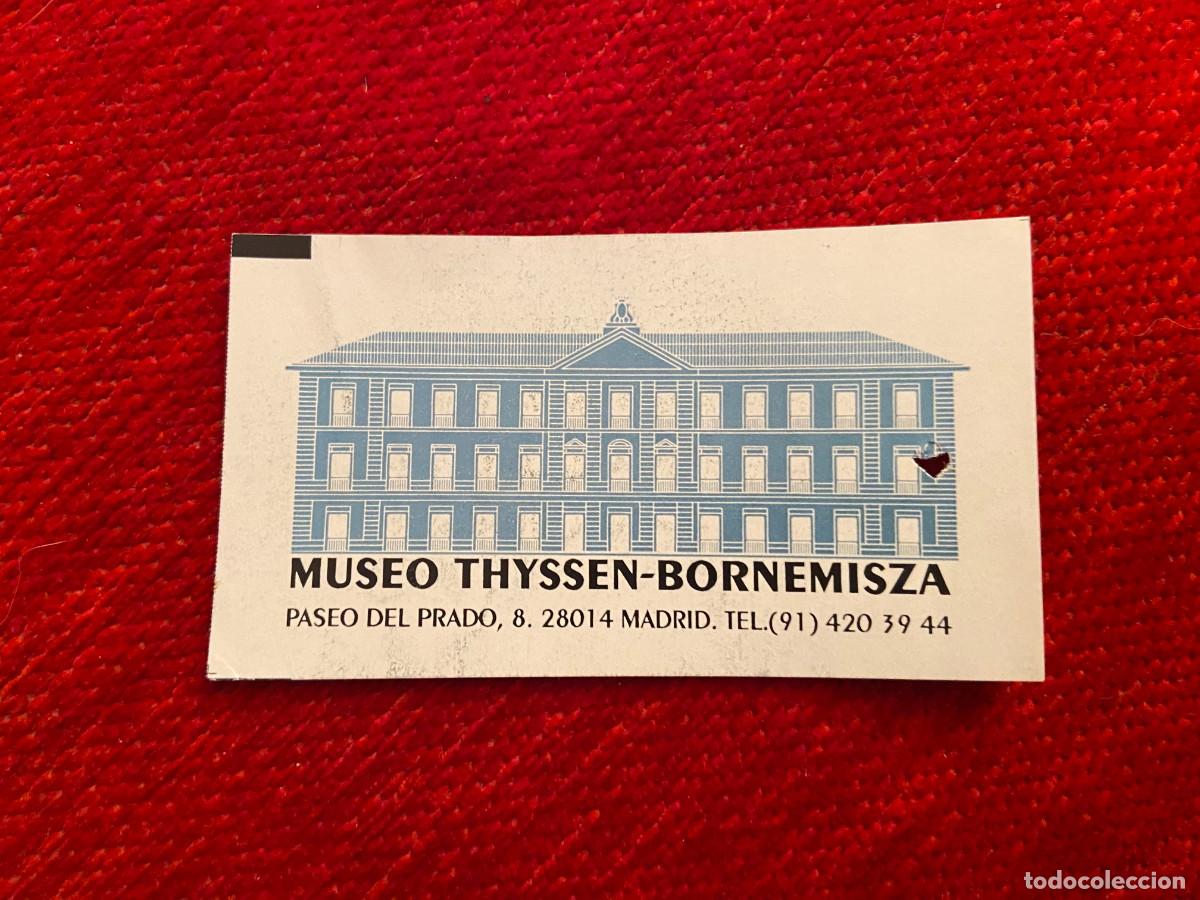 MUSEO THYSSEN-BORNEMISZA
PASEO DEL PRADO, 8. 28014 MADRID. TEL.(91) 420 39 44
todocoleccion